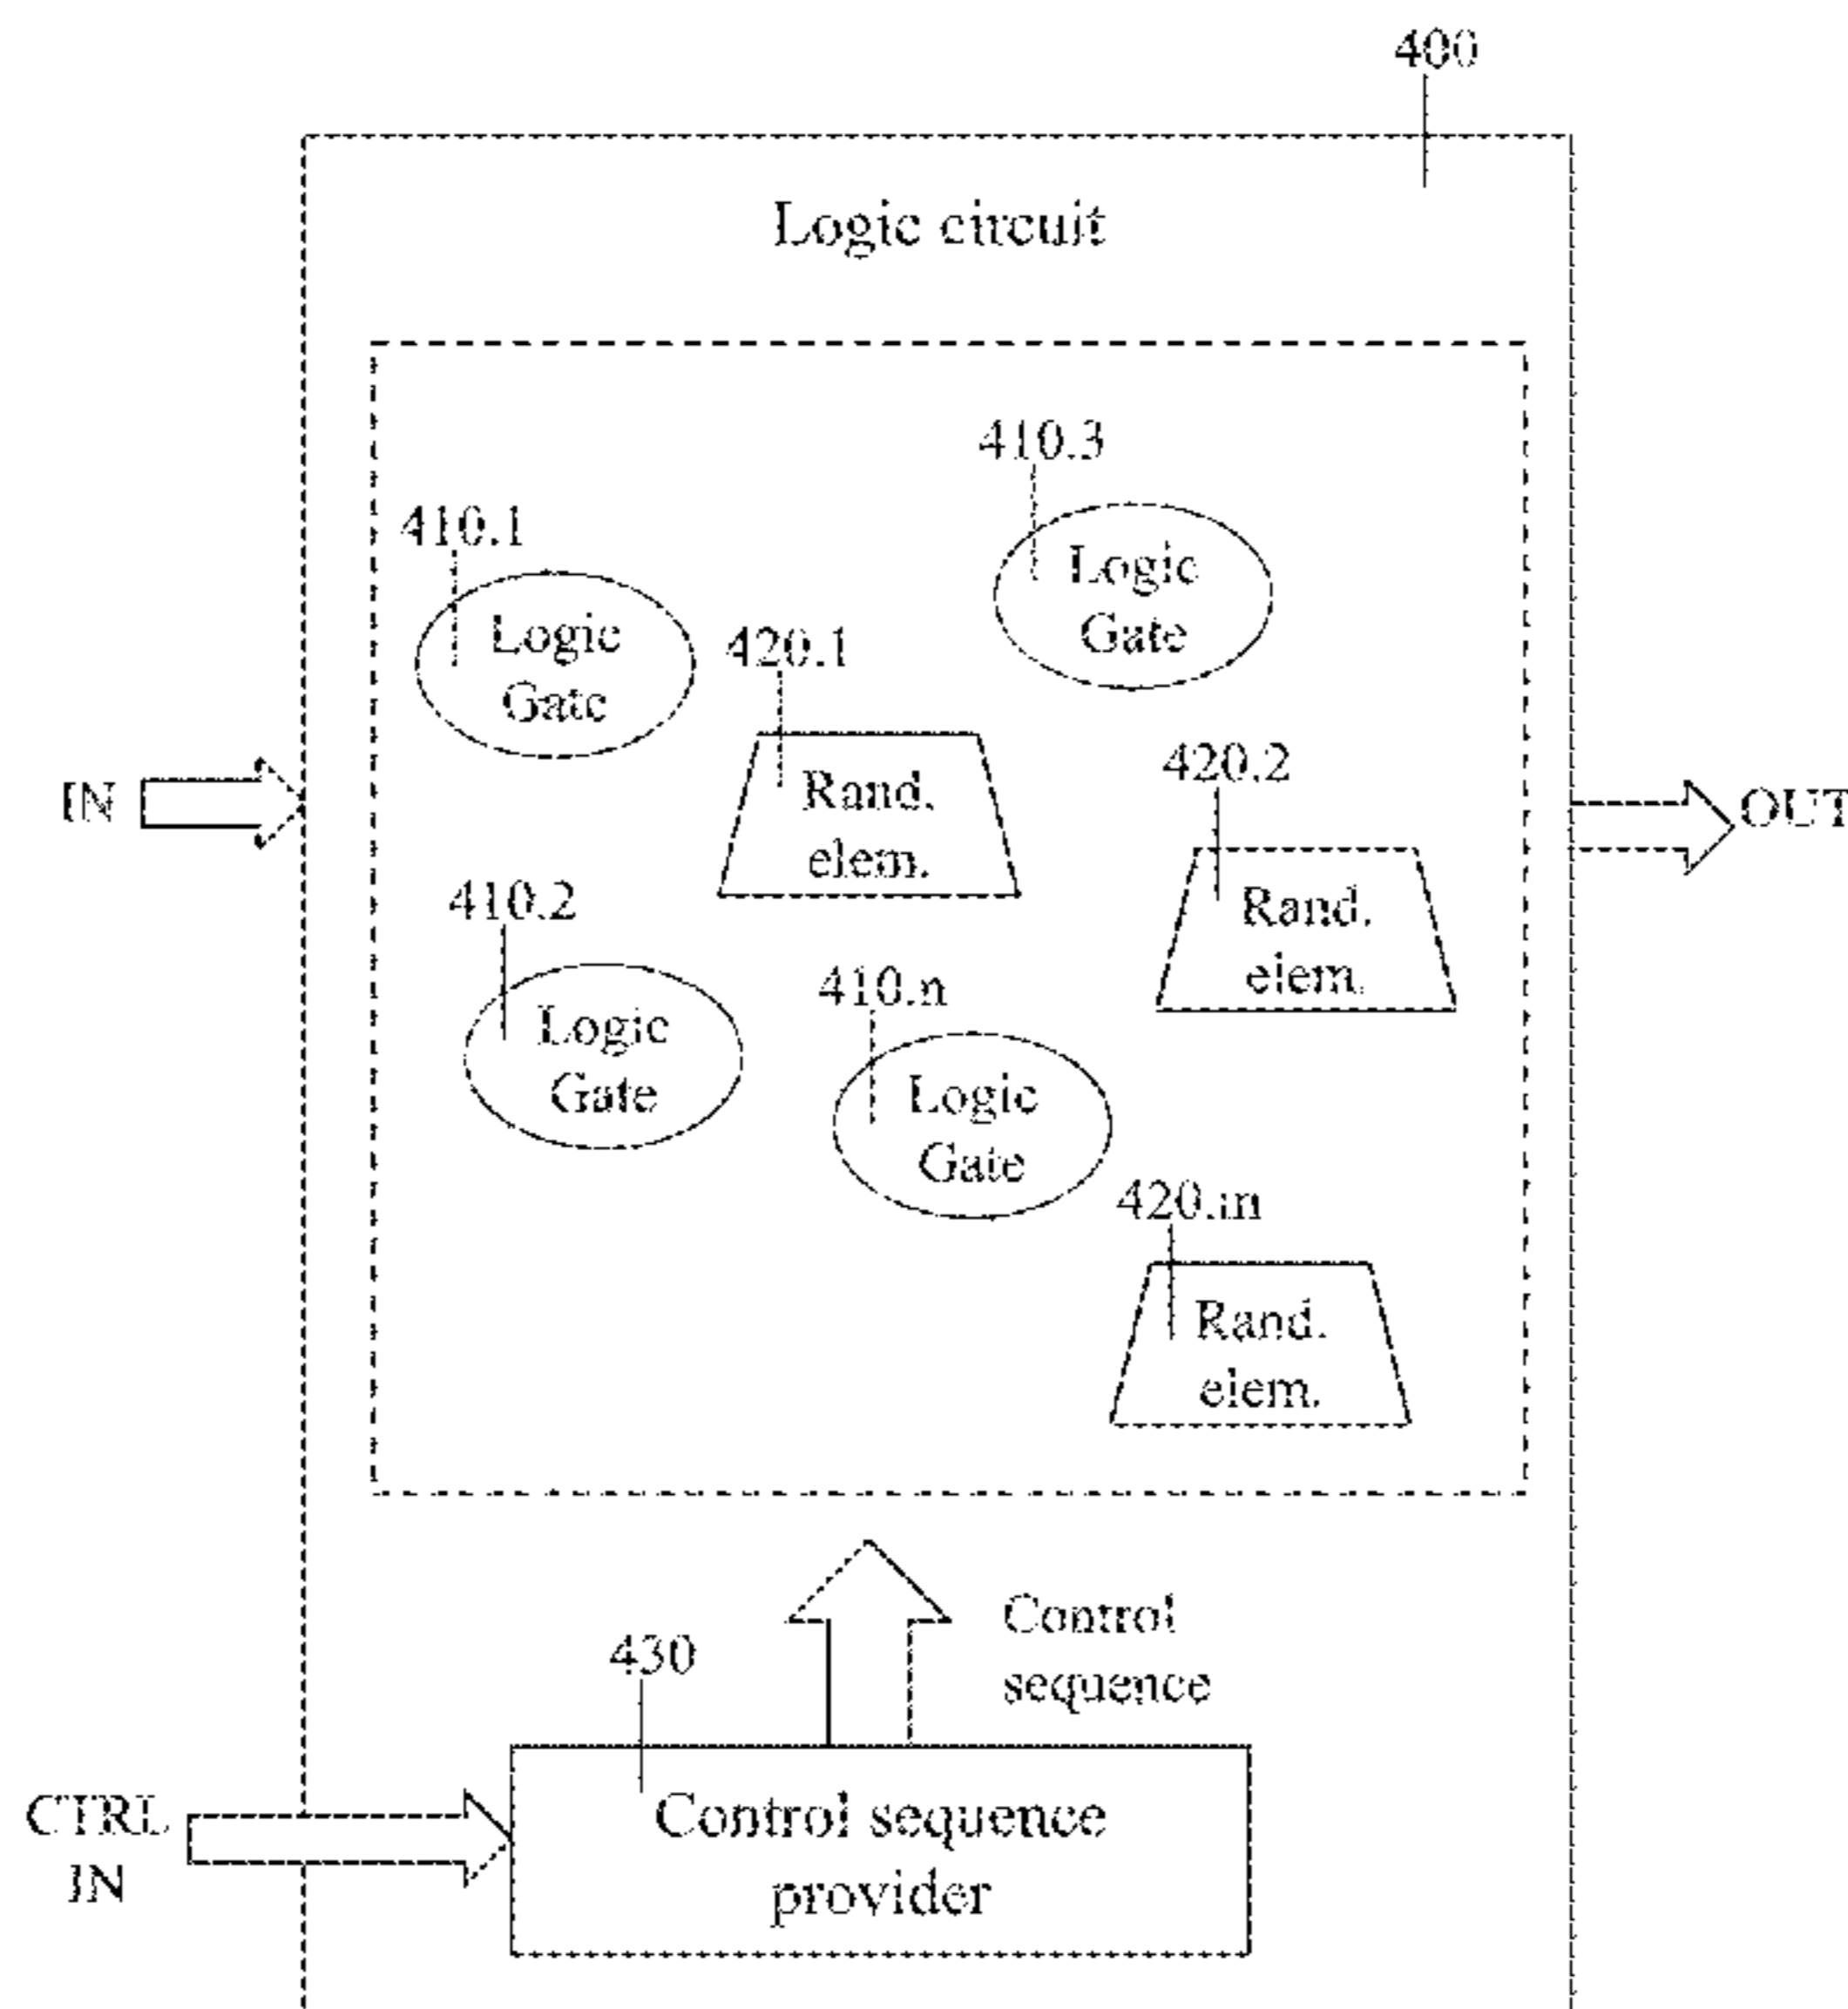 400
Logic circuit
410.3
Logic
Gate
410.1
Logic
Gate
420.1
Rand.
elem.
420.2
Rand.
elem.
IN
OUT
410.2
Logic
Gate
410.n
Logic
Gate
420.m
Rand.
elem.
Control
sequence
430
Control sequence
provider
CTRL
IN